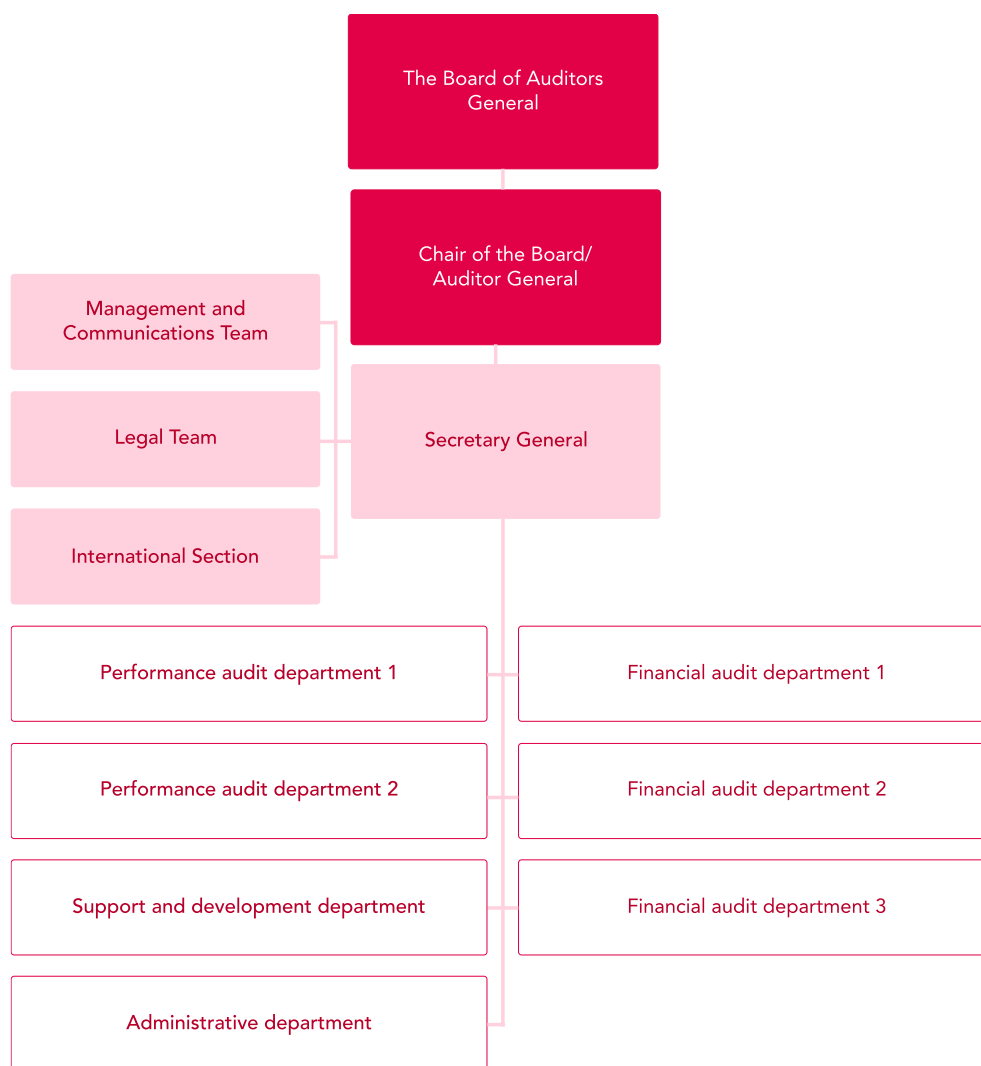 The Board of Auditors
General
Chair of the Board/
Auditor General
Management and
Communications Team
Legal Team
Secretary General
International Section
Performance audit department 1
Financial audit department 1
Performance audit department 2
Financial audit department 2
Support and development department
Financial audit department 3
Administrative department